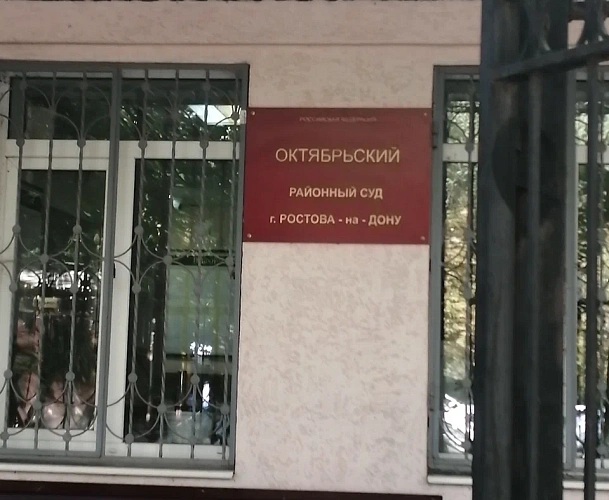 РОССИЙСКАЯ ФЕДЕРАЦИЯ
ОКТЯБРЬСКИЙ
РАЙОННЫЙ СУД
г. РОСТОВА - на - ДОНУ